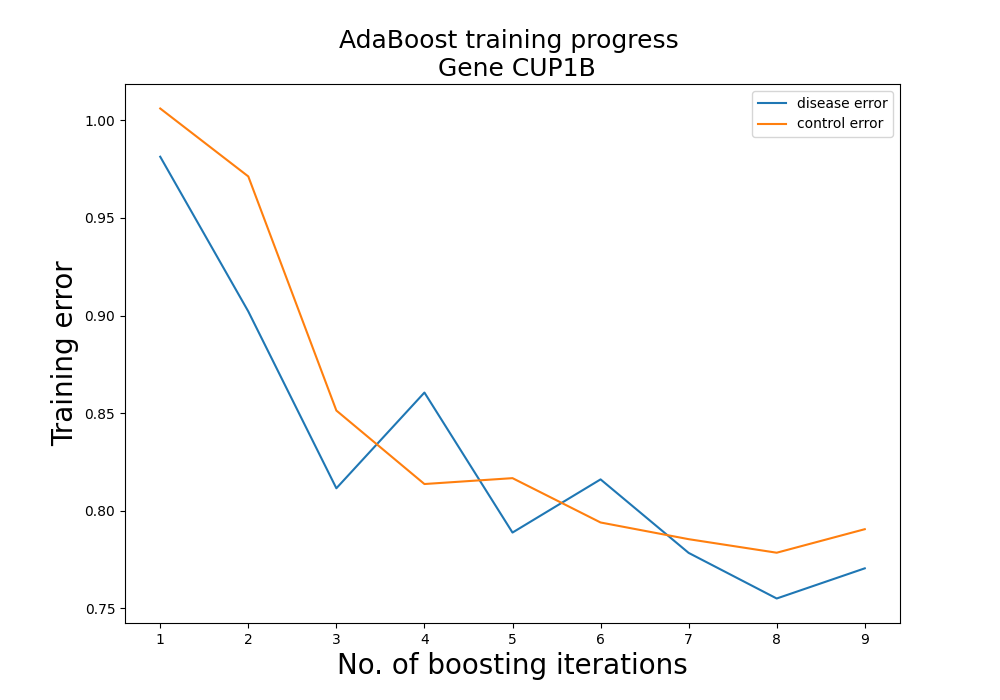 AdaBoost training progress
Gene CUP1B
disease error
control error
Training error
1.00
0.95
0.90
0.85
0.80
0.75
1 2 3 4 5 6 7 8 9
No. of boosting iterations